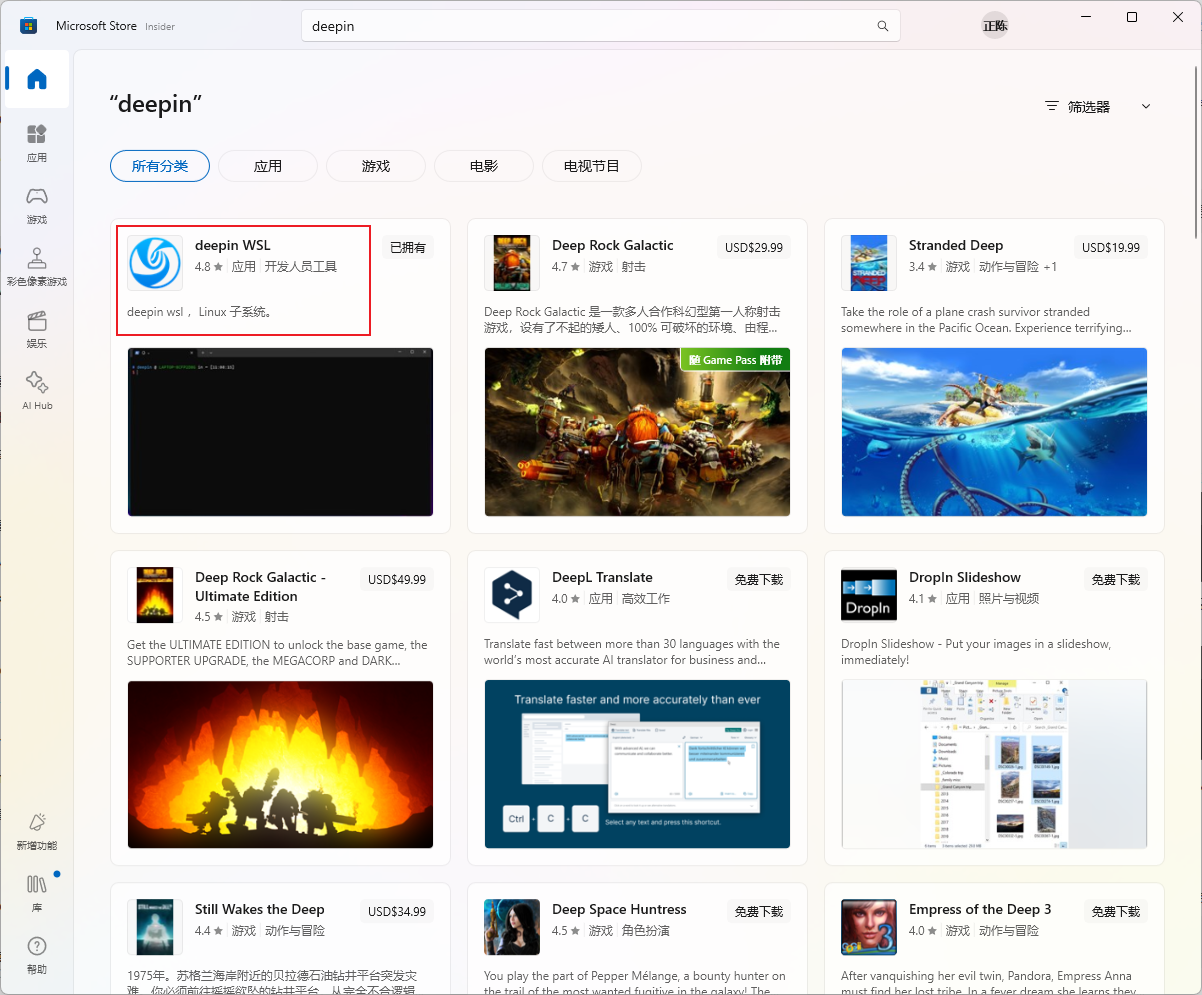 Microsoft Store Insider
deepin
正陈
“deepin”
筛选器
所有分类
应用
游戏
电影
电视节目
应用
游戏
彩色像素游戏
娱乐
AI Hub
新增功能
库
帮助
deepin WSL
已拥有
4.8 ★ 应用 开发人员工具
deepin wsl ，Linux 子系统。
Deep Rock Galactic
USD$29.99
4.7 ★ 游戏 射击
Deep Rock Galactic 是一款多人合作科幻型第一人称射击
游戏，设有了不起的矮人、100% 可破坏的环境、由程...
随 Game Pass 附带
Stranded Deep
USD$19.99
3.4 ★ 游戏 动作与冒险 +1
Take the role of a plane crash survivor stranded
somewhere in the Pacific Ocean. Experience terrifying...
STRANDED
DEEP
Deep Rock Galactic -
Ultimate Edition
USD$49.99
4.5 ★ 游戏 射击
Get the ULTIMATE EDITION to unlock the base game, the
SUPPORTER UPGRADE, the MEGACORP and DARK...
DeepL Translate
免费下载
4.0 ★ 应用 高效工作
Translate fast between more than 30 languages with the
world’s most accurate AI translator for business and...
Translate faster and more accurately than ever
Ctrl + C C
Select any text and press this shortcut.
DropIn Slideshow
免费下载
4.1 ★ 应用 照片与视频
DropIn
DropIn Slideshow - Put your images in a slideshow,
immediately!
Still Wakes the Deep
USD$34.99
4.4 ★ 游戏 动作与冒险
1975年。苏格兰海岸附近的贝拉德石油钻井平台突发灾
难。你必须前往摇摇欲坠的钻井平台，从完全不合逻辑
Deep Space Huntress
免费下载
4.5 ★ 游戏 角色扮演
You play the part of Pepper Mélange, a bounty hunter on
the trail of the most wanted fugitive in the galaxy! The
Empress of the Deep 3
免费下载
4.0 ★ 游戏 动作与冒险
After vanquishing her evil twin, Pandora, Empress Anna
must find her lost tribe. In a fever dream she learns they